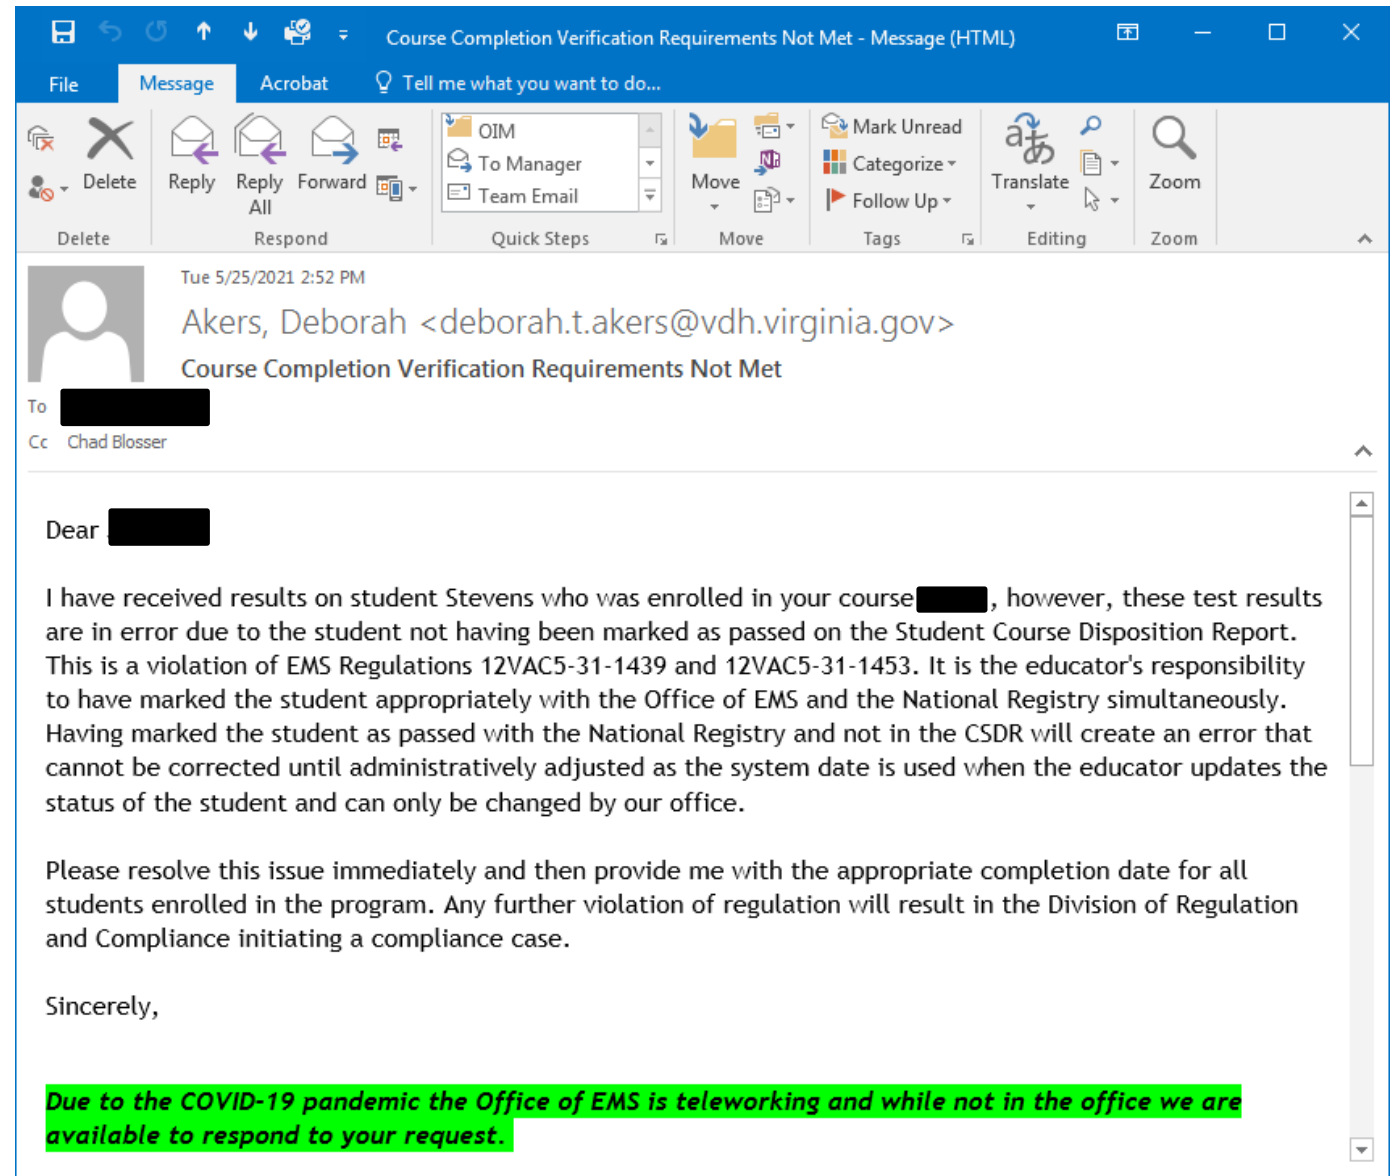 Course Completion Verification Requirements Not Met - Message (HTML)
File Message Acrobat Tell me what you want to do...
Delete
Reply
Reply All
Forward
OIM
To Manager
Team Email
Move
Mark Unread
Categorize
Follow Up
Translate
Zoom
Delete Respond Quick Steps Move Tags Editing Zoom
Tue 5/25/2021 2:52 PM
Akers, Deborah <deborah.t.akers@vdh.virginia.gov>
Course Completion Verification Requirements Not Met
To
Cc Chad Blosser
Dear
I have received results on student Stevens who was enrolled in your course , however, these test results
are in error due to the student not having been marked as passed on the Student Course Disposition Report.
This is a violation of EMS Regulations 12VAC5-31-1439 and 12VAC5-31-1453. It is the educator's responsibility
to have marked the student appropriately with the Office of EMS and the National Registry simultaneously.
Having marked the student as passed with the National Registry and not in the CSDR will create an error that
cannot be corrected until administratively adjusted as the system date is used when the educator updates the
status of the student and can only be changed by our office.
Please resolve this issue immediately and then provide me with the appropriate completion date for all
students enrolled in the program. Any further violation of regulation will result in the Division of Regulation
and Compliance initiating a compliance case.
Sincerely,
Due to the COVID-19 pandemic the Office of EMS is teleworking and while not in the office we are
available to respond to your request.